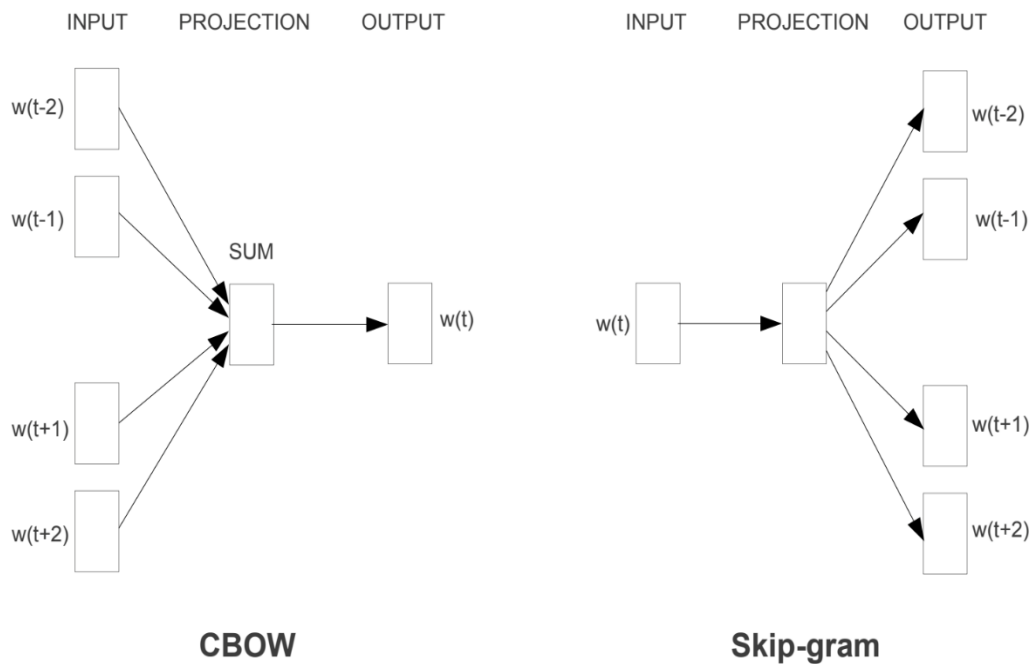 INPUT PROJECTION OUTPUT
w(t-2)
w(t-1)
SUM
w(t)
w(t+1)
w(t+2)
CBOW
INPUT PROJECTION OUTPUT
w(t-2)
w(t-1)
w(t)
w(t+1)
w(t+2)
Skip-gram